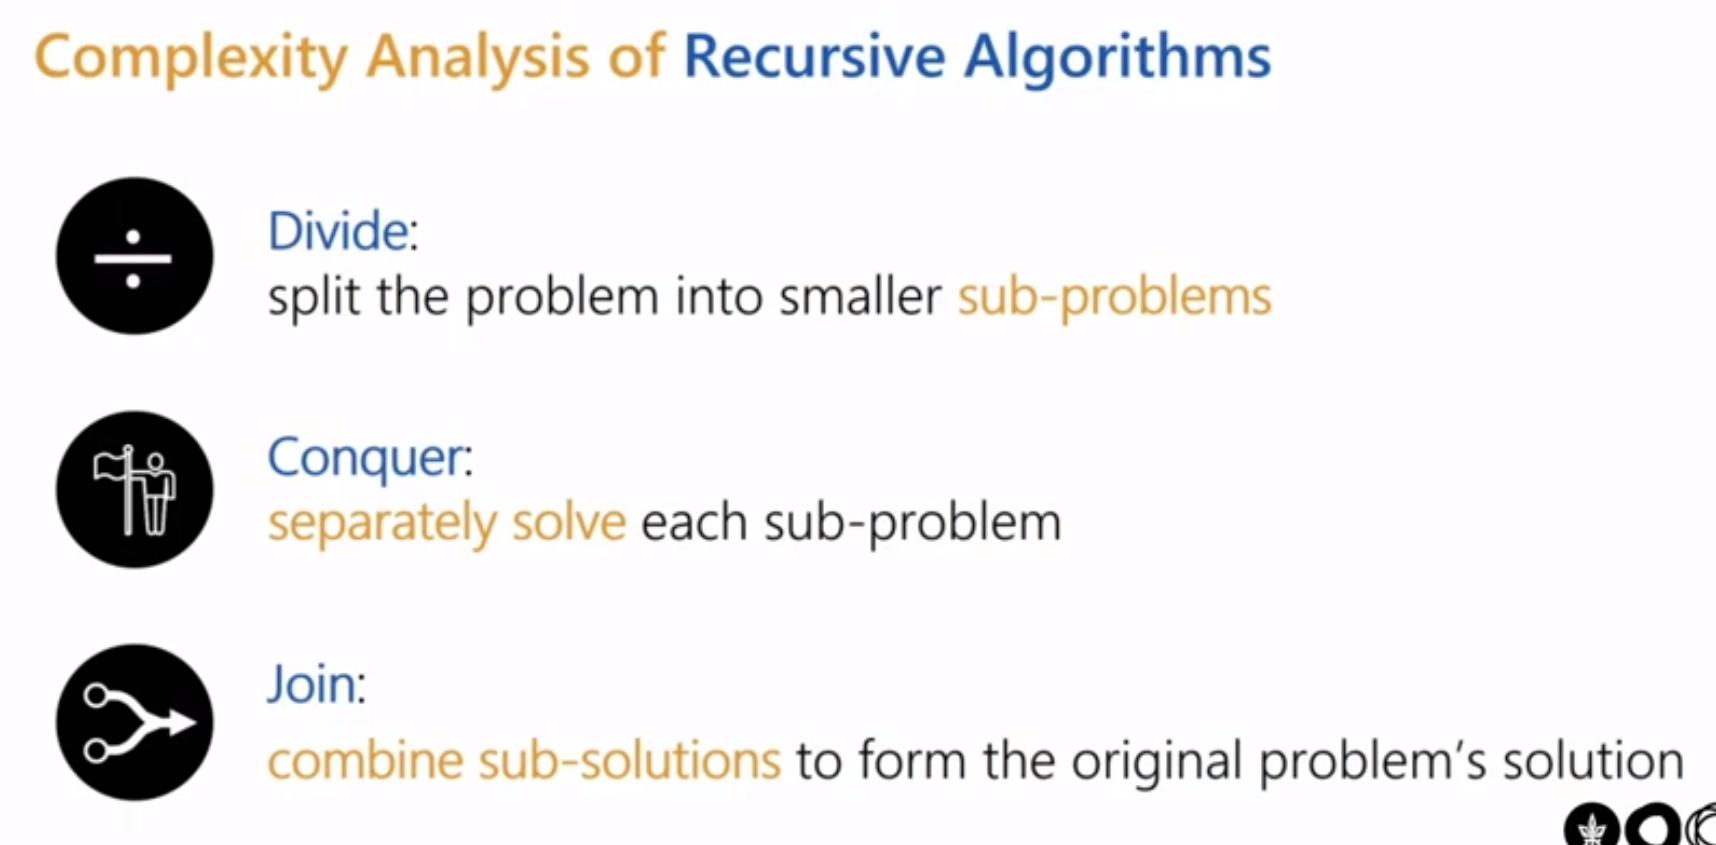 Complexity Analysis of Recursive Algorithms
Divide:
split the problem into smaller sub-problems
Conquer:
separately solve each sub-problem
Join:
combine sub-solutions to form the original problem's solution